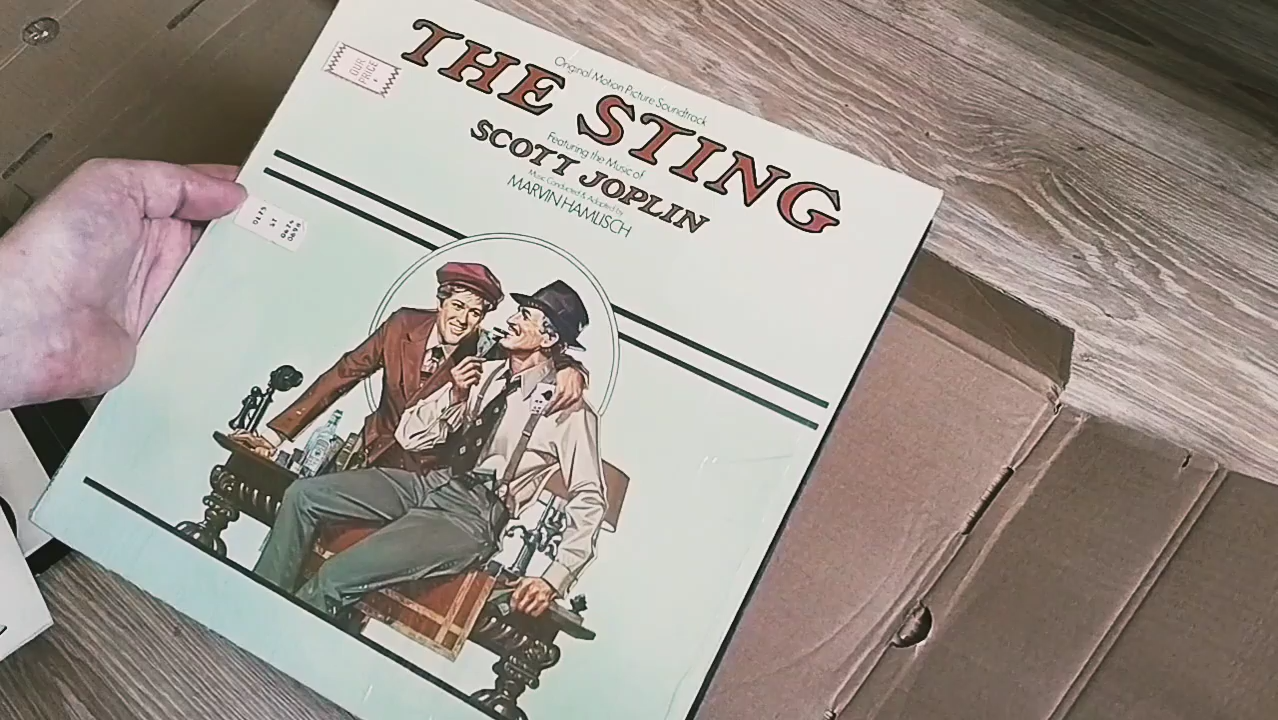 Original Motion Picture Soundtrack
THE STING
OUR
PRICE
Featuring the Music of
SCOTT JOPLIN
Music Conducted & Adapted by
MARVIN HAMLISCH